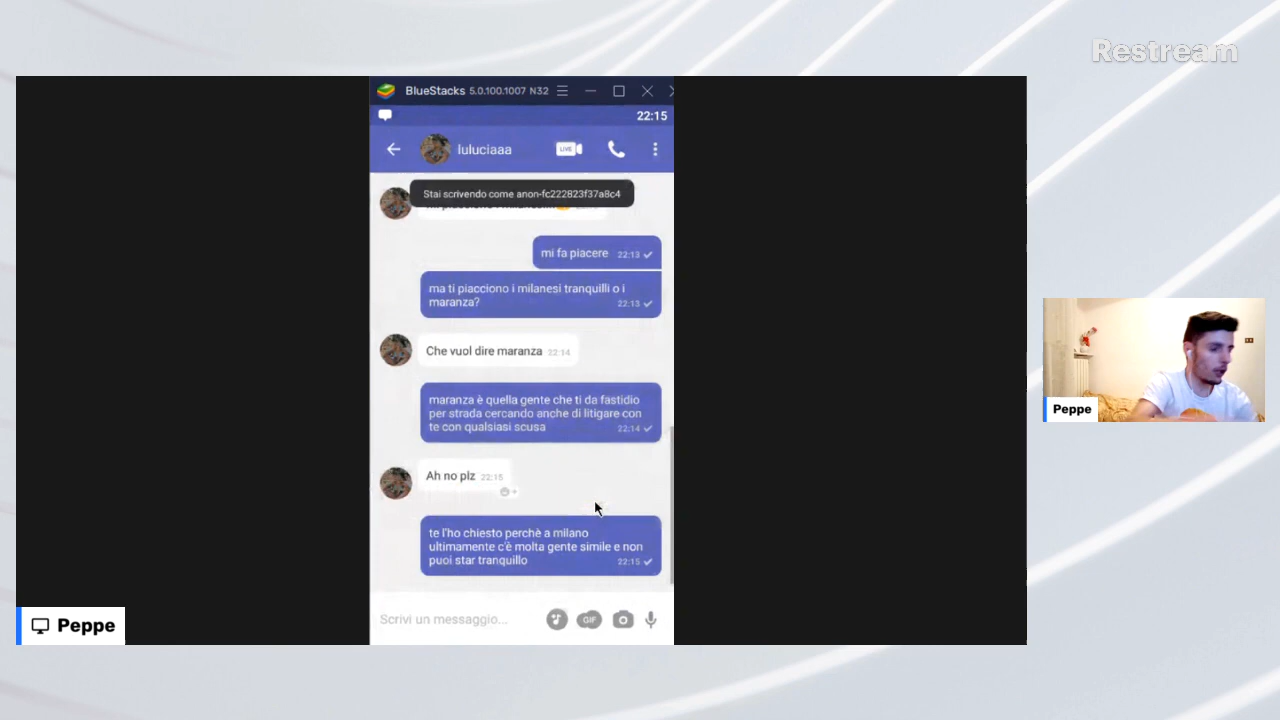 Restream
BlueStacks 5.0.100.1007 N32
22:15
luluciaaa
LIVE
Stai scrivendo come anon-fc222823f37a8c4
mi fa piacere 22:13
ma ti piacciono i milanesi tranquilli o i
maranza? 22:13
Che vuol dire maranza 22:14
maranza è quella gente che ti da fastidio
per strada cercando anche di litigare con
te con qualsiasi scusa 22:14
Ah no plz 22:15
te l'ho chiesto perchè a milano
ultimamente c'è molta gente simile e non
puoi star tranquillo 22:15
Scrivi un messaggio...
GIF
Peppe
Peppe